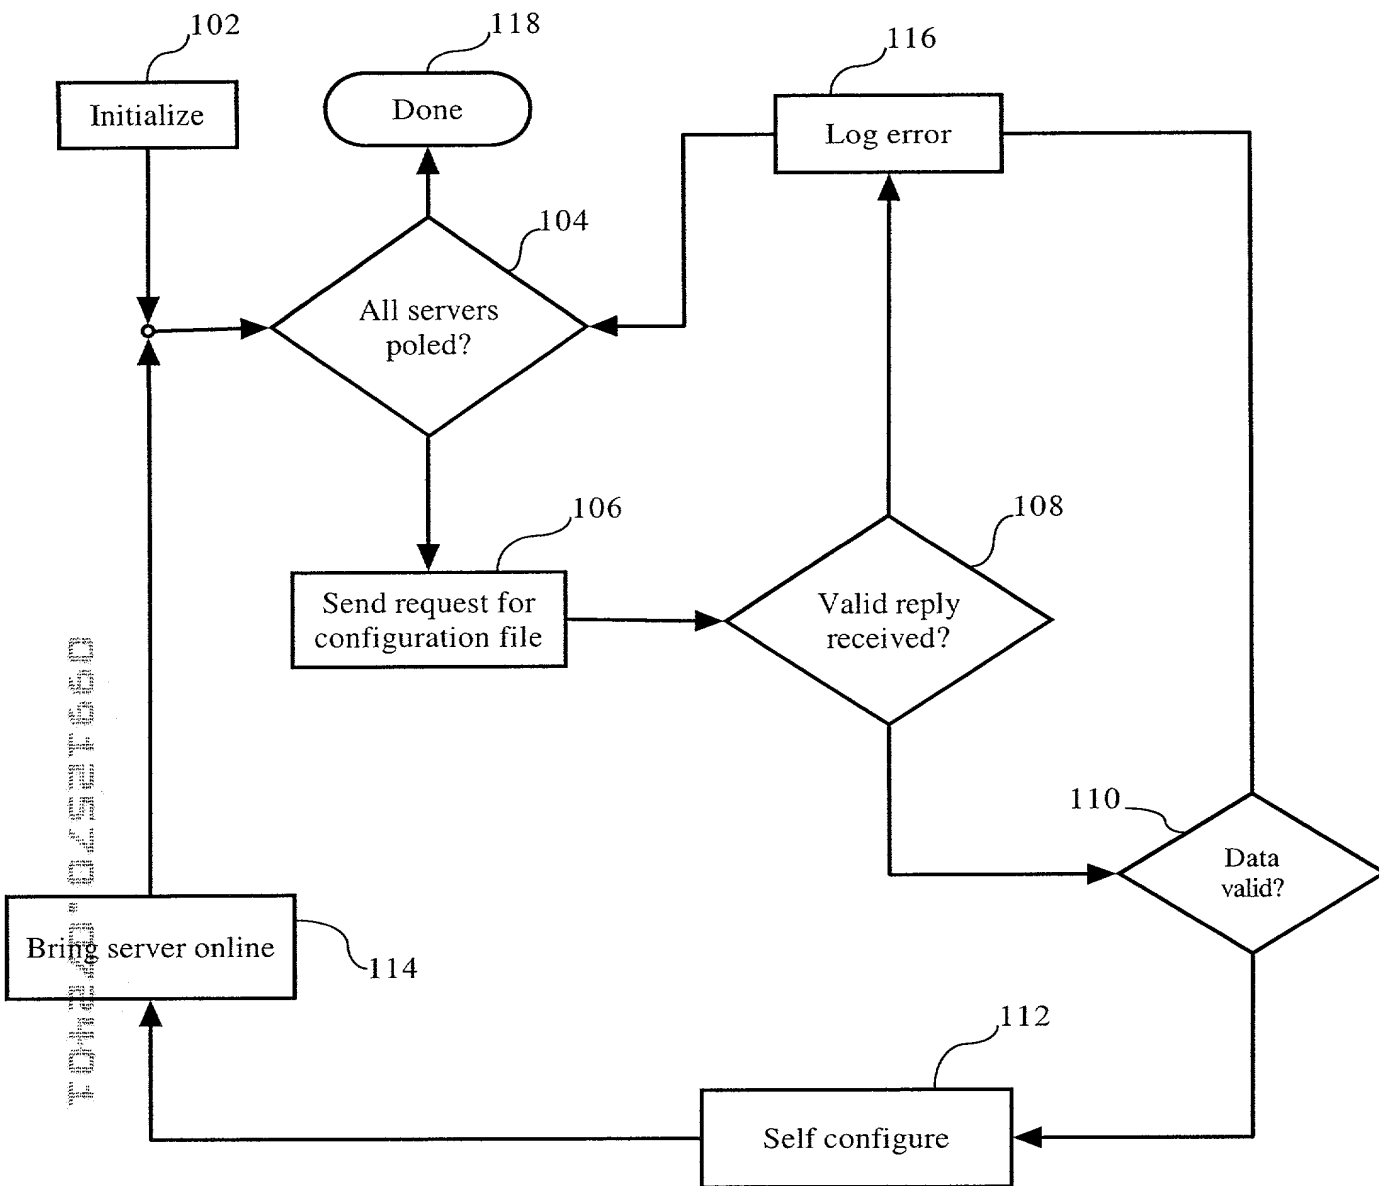 102
118
116
Initialize
Done
Log error
104
All servers
poled?
106
108
Send request for
configuration file
Valid reply
received?
110
Data
valid?
Bring server online
114
112
Self configure